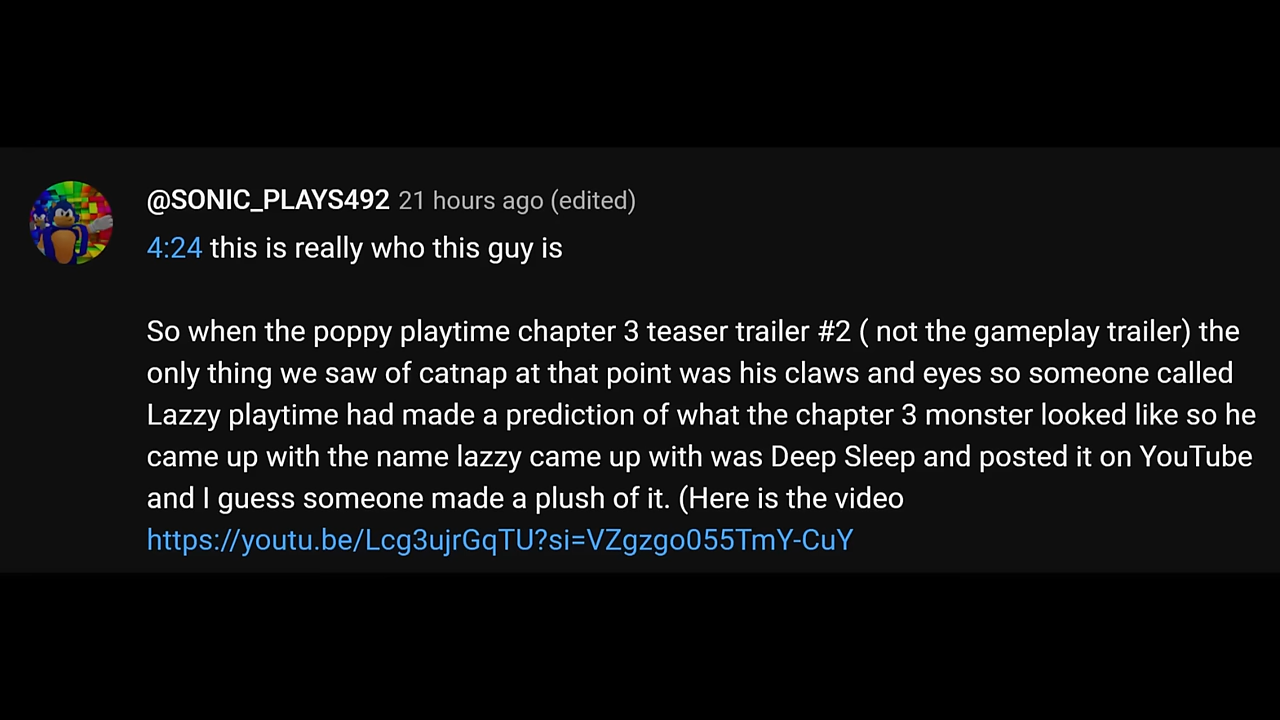 @SONIC_PLAYS492 21 hours ago (edited)
4:24 this is really who this guy is
So when the poppy playtime chapter 3 teaser trailer #2 ( not the gameplay trailer) the
only thing we saw of catnap at that point was his claws and eyes so someone called
Lazzy playtime had made a prediction of what the chapter 3 monster looked like so he
came up with the name lazzy came up with was Deep Sleep and posted it on YouTube
and I guess someone made a plush of it. (Here is the video
https://youtu.be/Lcg3ujrGqTU?si=VZgzgo055TmY-CuY